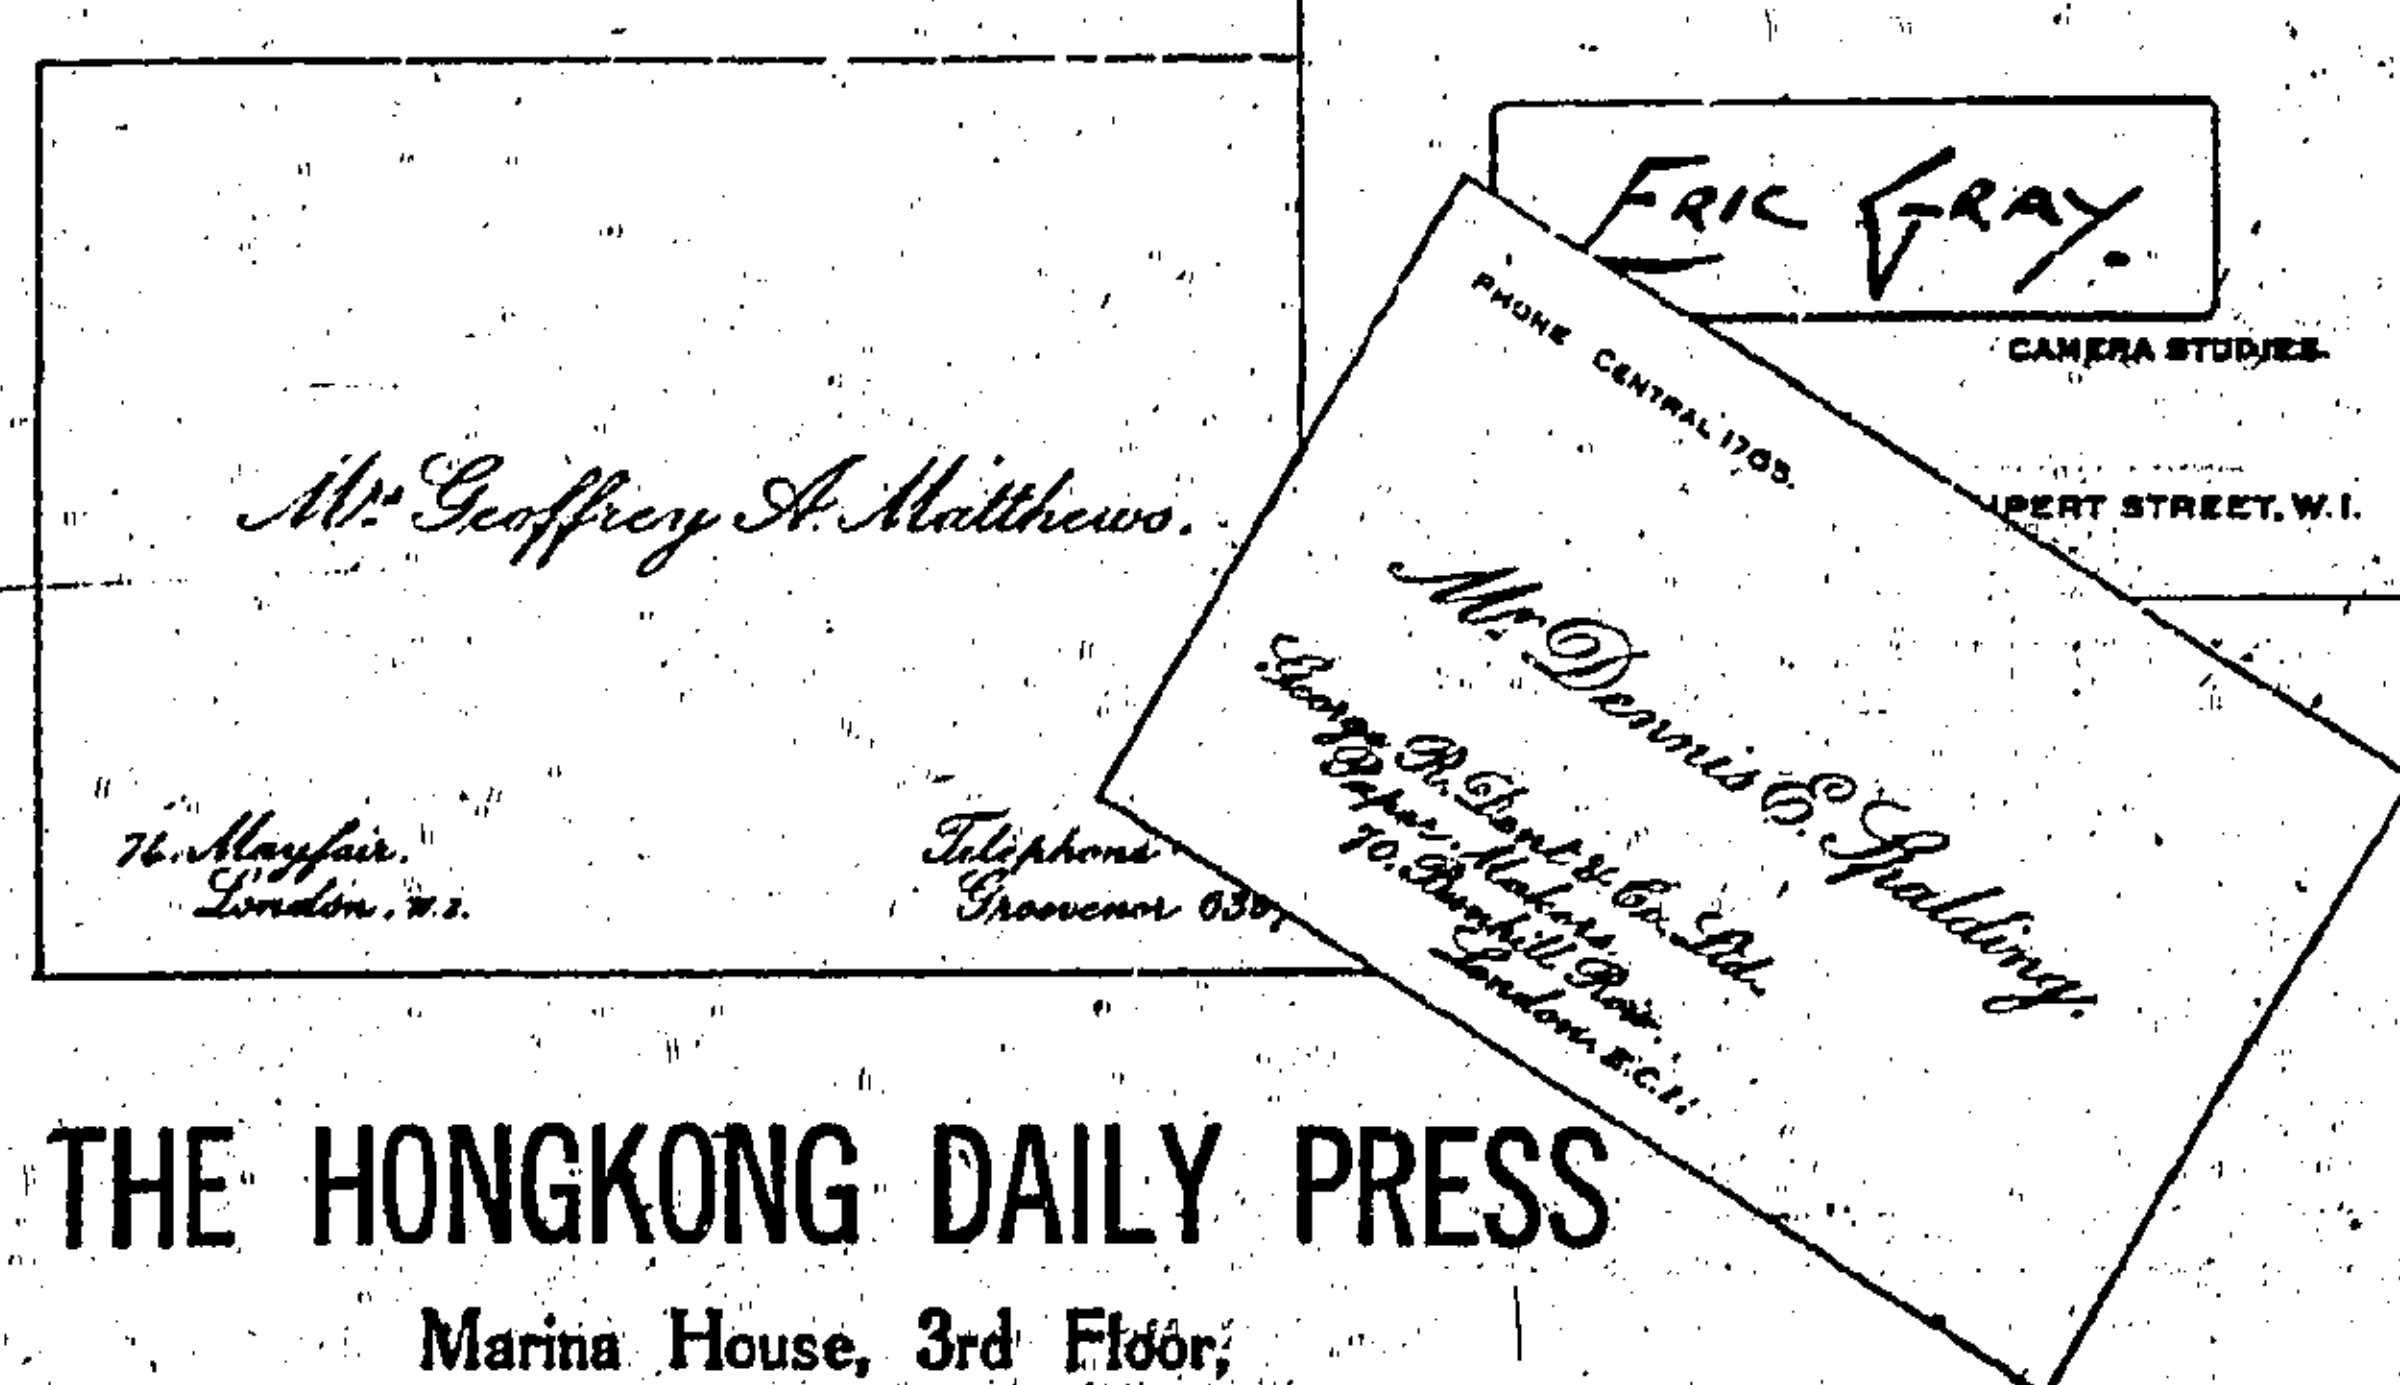 Mr. Geoffrey A. Matthews.
76. Mayfair.
London, W.1.
Telephone
Grosvenor
ERIC GRAY.
CAMERA STUDIES.
STREET, W.1.
PHONE CENTRAL 1703.
Mr. Dennis E. Spalding.
George R. Dent & Co. Ltd.
Paper Makers,
70. Bunhill Row.
London. E.C.1.
THE HONGKONG DAILY PRESS
Marina House, 3rd Floor,